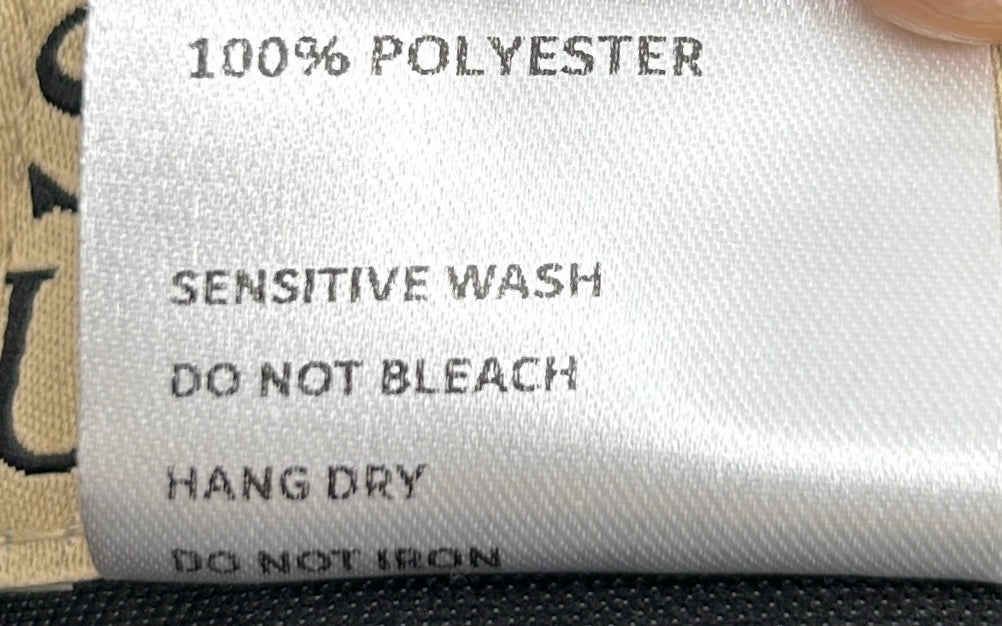 100% POLYESTER
SENSITIVE WASH
DO NOT BLEACH
HANG DRY
DO NOT IRON